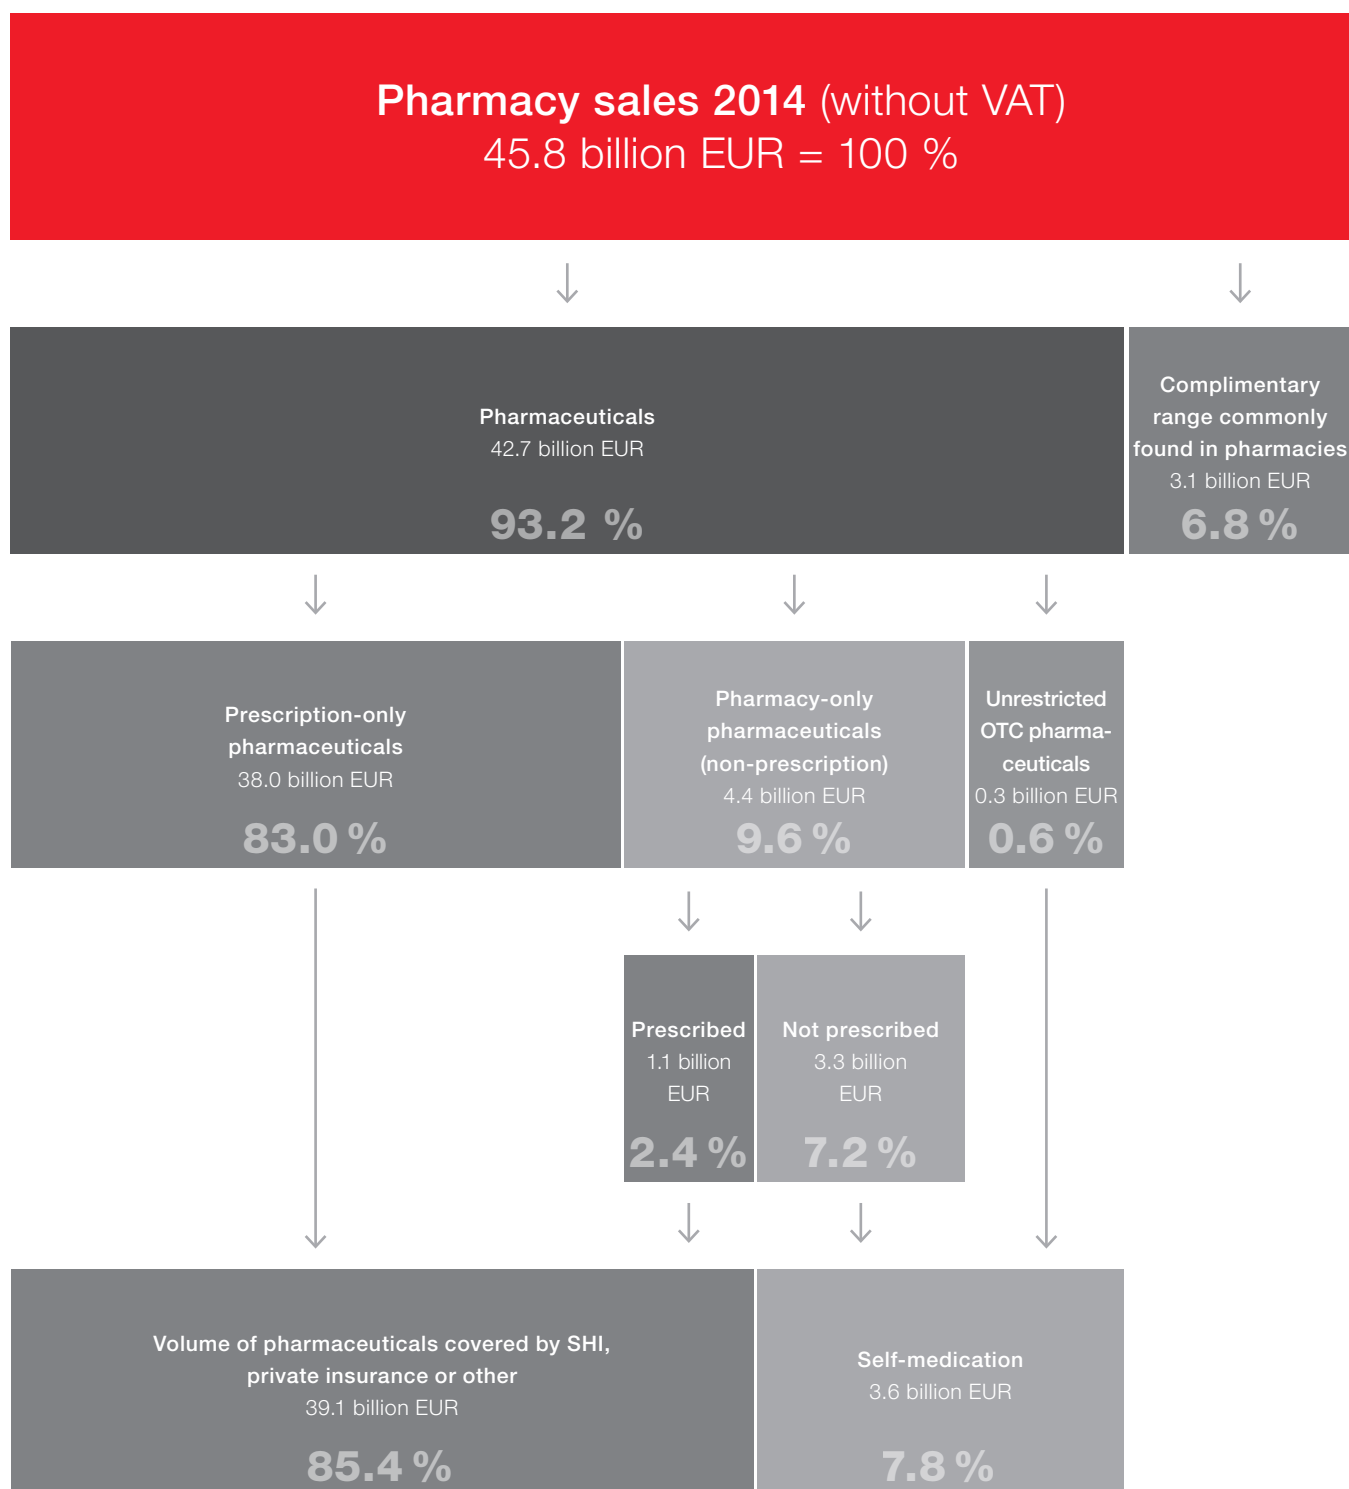 Pharmacy sales 2014 (without VAT)
45.8 billion EUR = 100 %
Pharmaceuticals
42.7 billion EUR
93.2 %
Complimentary
range commonly
found in pharmacies
3.1 billion EUR
6.8 %
Prescription-only
pharmaceuticals
38.0 billion EUR
83.0 %
Pharmacy-only
pharmaceuticals
(non-prescription)
4.4 billion EUR
9.6 %
Unrestricted
OTC pharma-
ceuticals
0.3 billion EUR
0.6 %
Prescribed
1.1 billion
EUR
2.4 %
Not prescribed
3.3 billion
EUR
7.2 %
Volume of pharmaceuticals covered by SHI,
private insurance or other
39.1 billion EUR
85.4 %
Self-medication
3.6 billion EUR
7.8 %